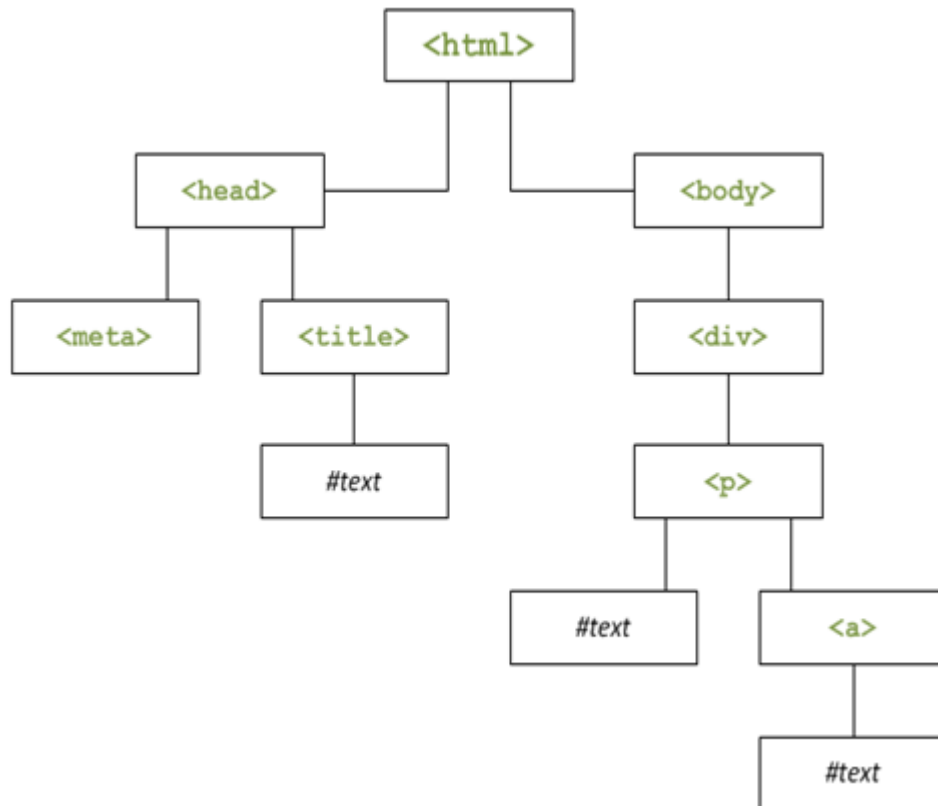 <html>
<head>
<body>
<meta>
<title>
<div>
#text
<p>
#text
<a>
#text